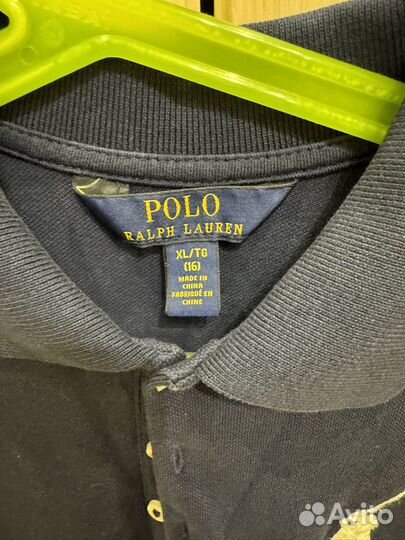 POLO
RALPH LAUREN
XL/TG
(16)
MADE IN
CHINA
FABRIQUÉ EN
CHINE
Avito